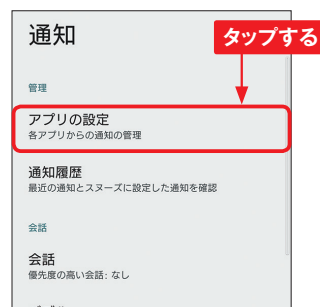 通知
タップする
管理
アプリの設定
各アプリからの通知の管理
通知履歴
最近の通知とスヌーズに設定した通知を確認
会話
会話
優先度の高い会話: なし